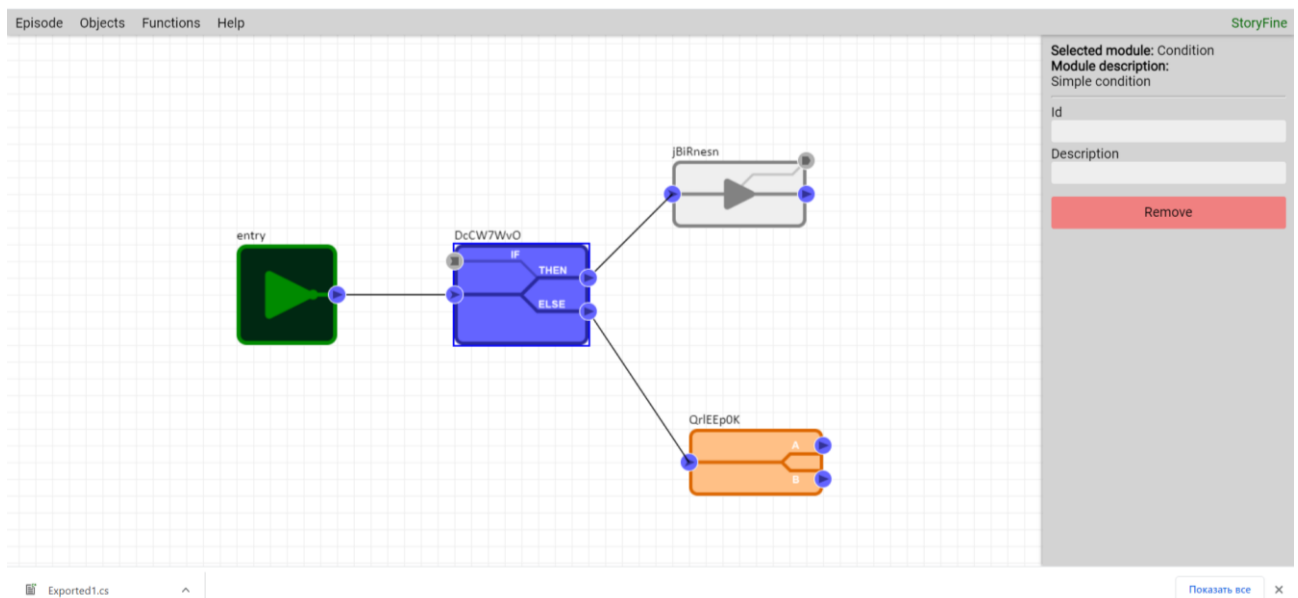 Episode Objects Functions Help StoryFine
Selected module: Condition
Module description:
Simple condition
Id
Description
Remove
jBiRnesn
entry
DcCW7WvO
IF
THEN
ELSE
QrlEEp0K
A
B
Exported1.cs
Показать все